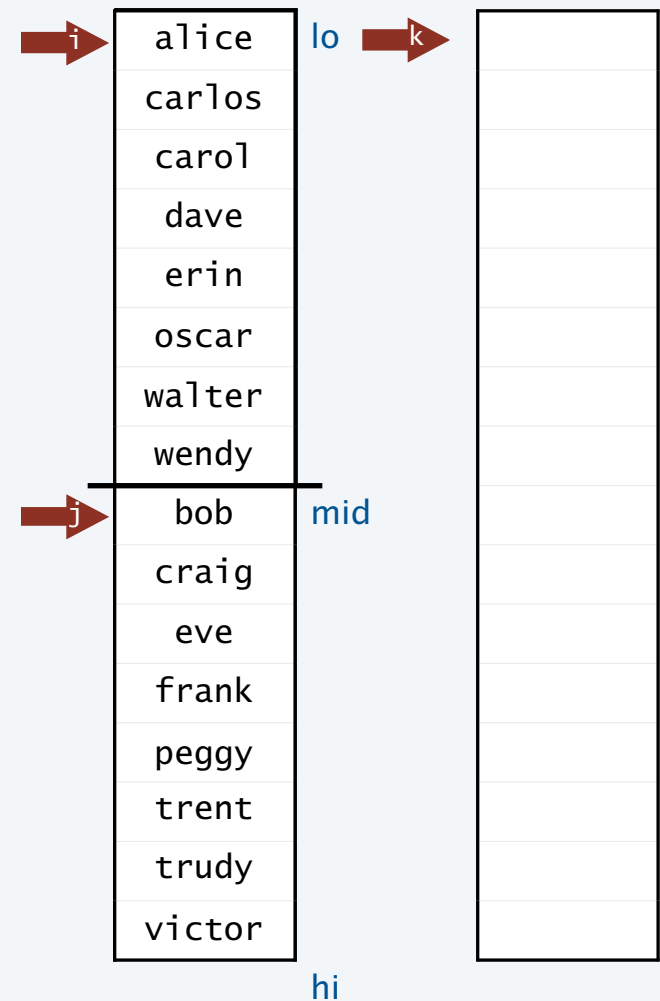 i alice lo k
carlos
carol
dave
erin
oscar
walter
wendy
j bob mid
craig
eve
frank
peggy
trent
trudy
victor
hi